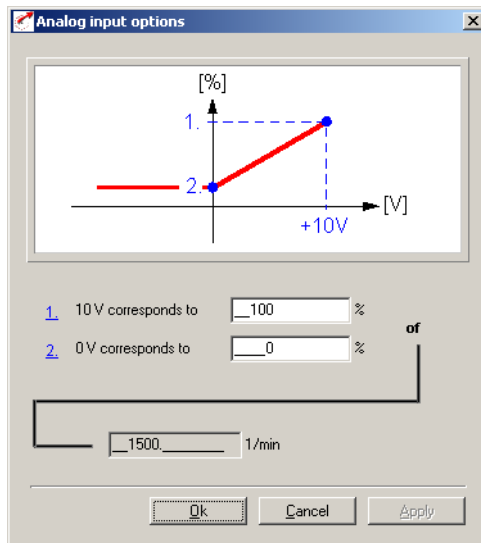 Analog input options
[%]
1.
2.
[V]
+10V
1. 10 V corresponds to __100 %
of
2. 0 V corresponds to ____0 %
__1500.________ 1/min
Ok Cancel Apply